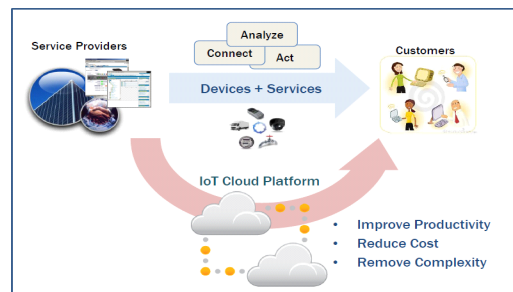 Analyze
Service Providers
Connect
Act
Customers
Devices + Services
IoT Cloud Platform
• Improve Productivity
• Reduce Cost
• Remove Complexity